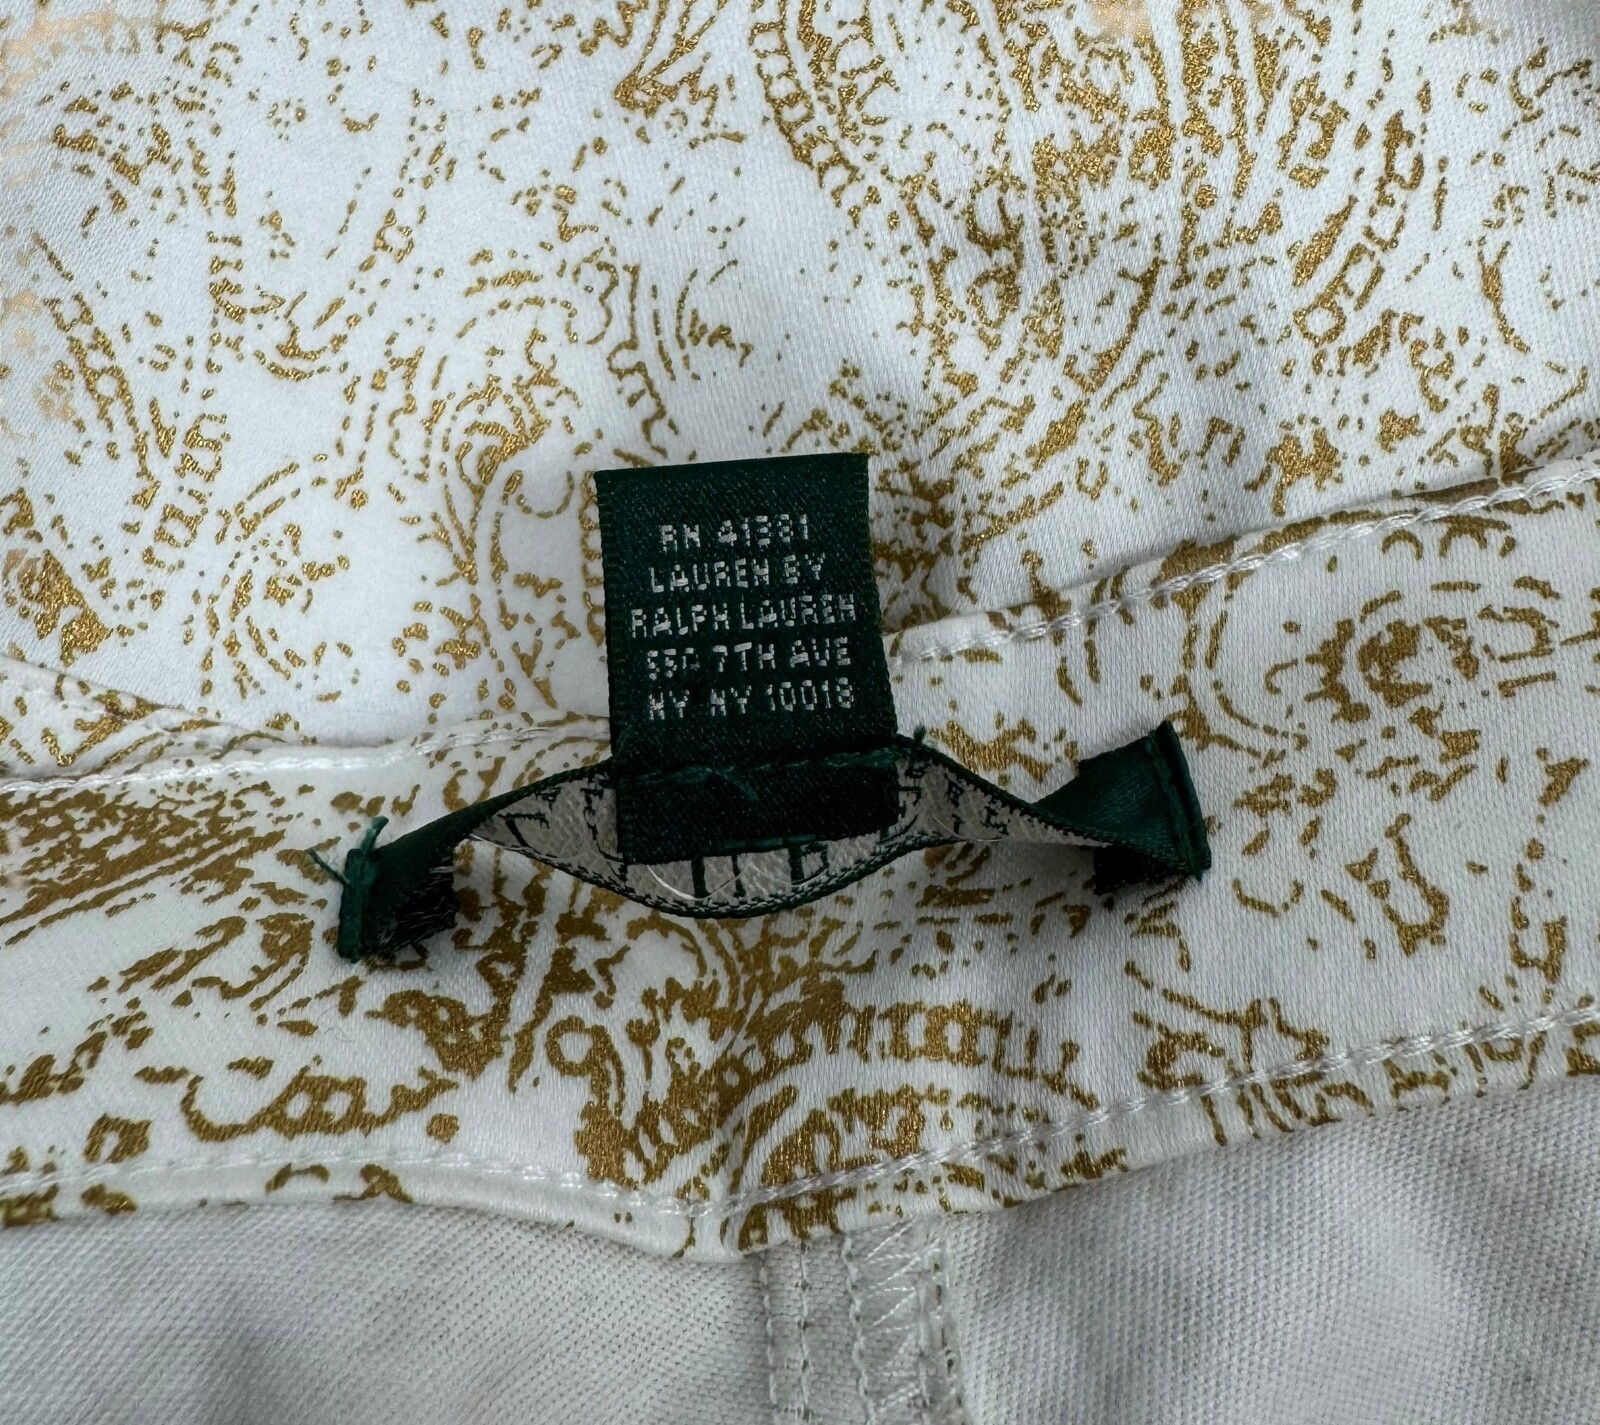 RN 41381
LAUREN BY
RALPH LAUREN
550 7TH AVE
NY NY 10018